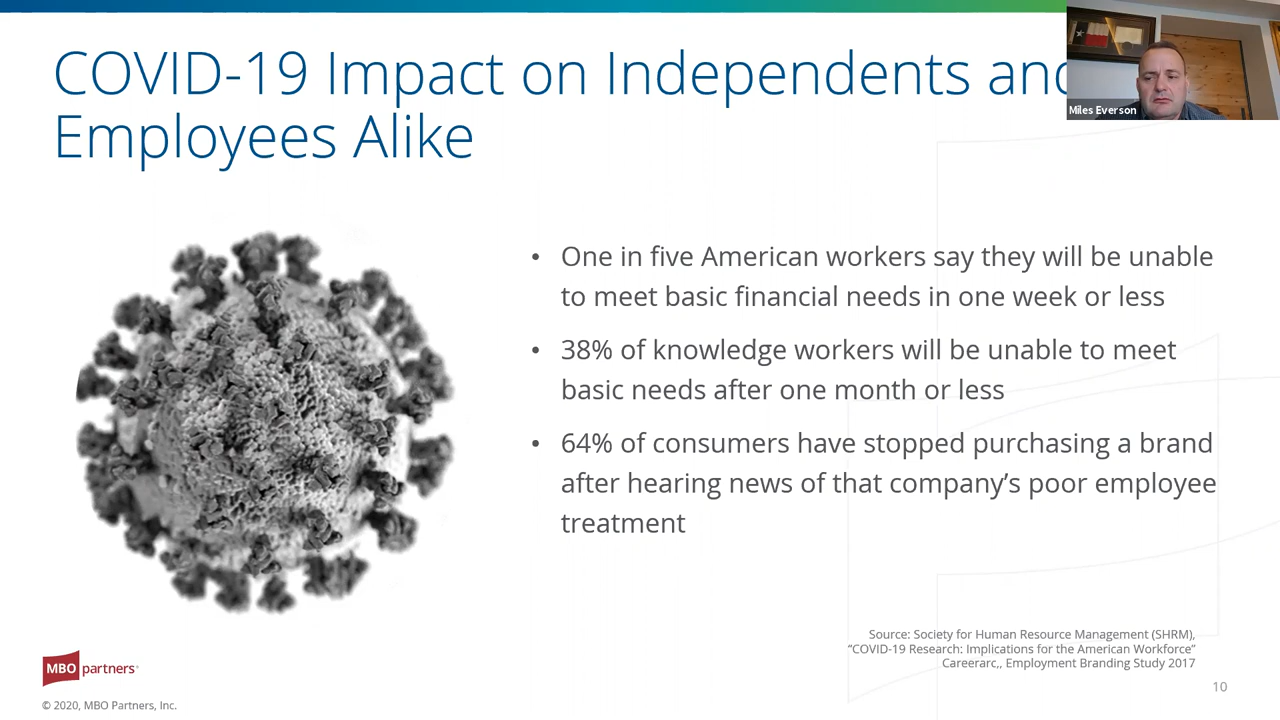 COVID-19 Impact on Independents and
Employees Alike
Miles Everson
• One in five American workers say they will be unable
to meet basic financial needs in one week or less
• 38% of knowledge workers will be unable to meet
basic needs after one month or less
• 64% of consumers have stopped purchasing a brand
after hearing news of that company’s poor employee
treatment
Source: Society for Human Resource Management (SHRM),
“COVID-19 Research: Implications for the American Workforce”
Careerarc,, Employment Branding Study 2017
MBO partners®
10
© 2020, MBO Partners, Inc.